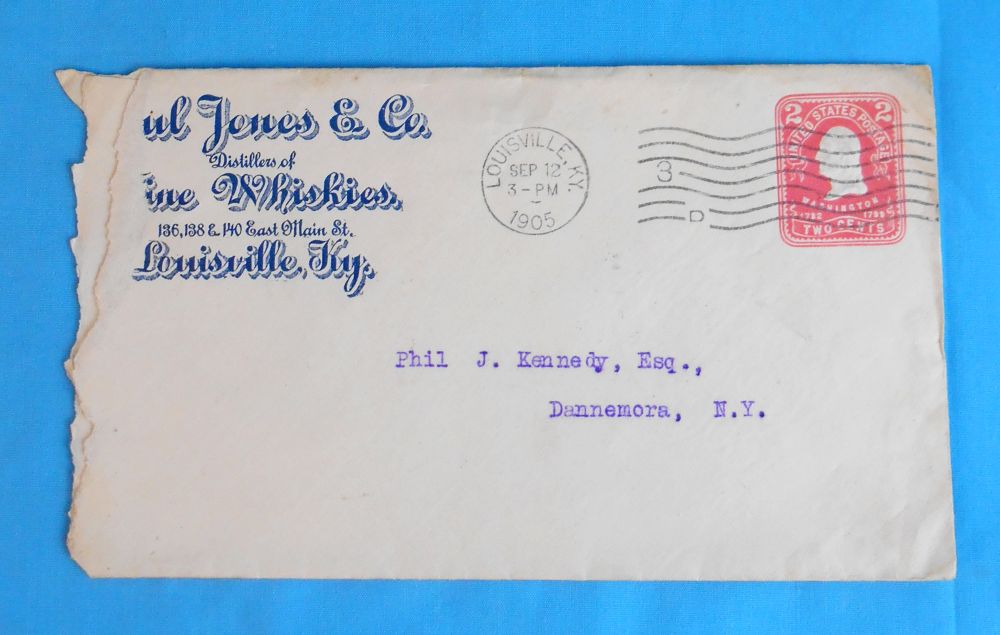 ul Jones & Co.
Distillers of
ine Whiskies.
136, 138 & 140 East Main St.
Louisville, Ky.
LOUISVILLE, KY.
SEP 12
3-PM
1905
3
D
2 2
UNITED STATES POSTAGE
WASHINGTON
1732 1799
TWO CENTS
Phil J. Kennedy, Esq.,
Dannemora, N.Y.